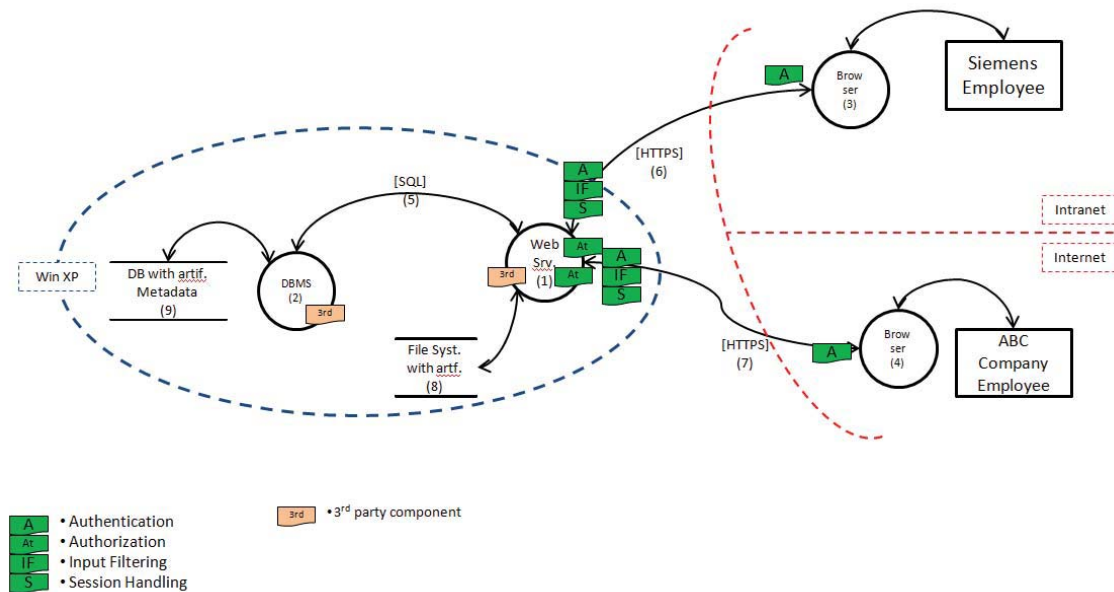 Siemens
Employee
Brow
ser
(3)
A
[HTTPS]
(6)
A
IF
S
[SQL]
(5)
Intranet
Internet
Win XP
DB with artif.
Metadata
(9)
DBMS
(2)
3rd
Web
Srv.
(1)
At
At
3rd
A
IF
S
File Syst.
with artf.
(8)
[HTTPS]
(7)
A
Brow
ser
(4)
ABC
Company
Employee
A • Authentication
At • Authorization
IF • Input Filtering
S • Session Handling
3rd • 3rd party component